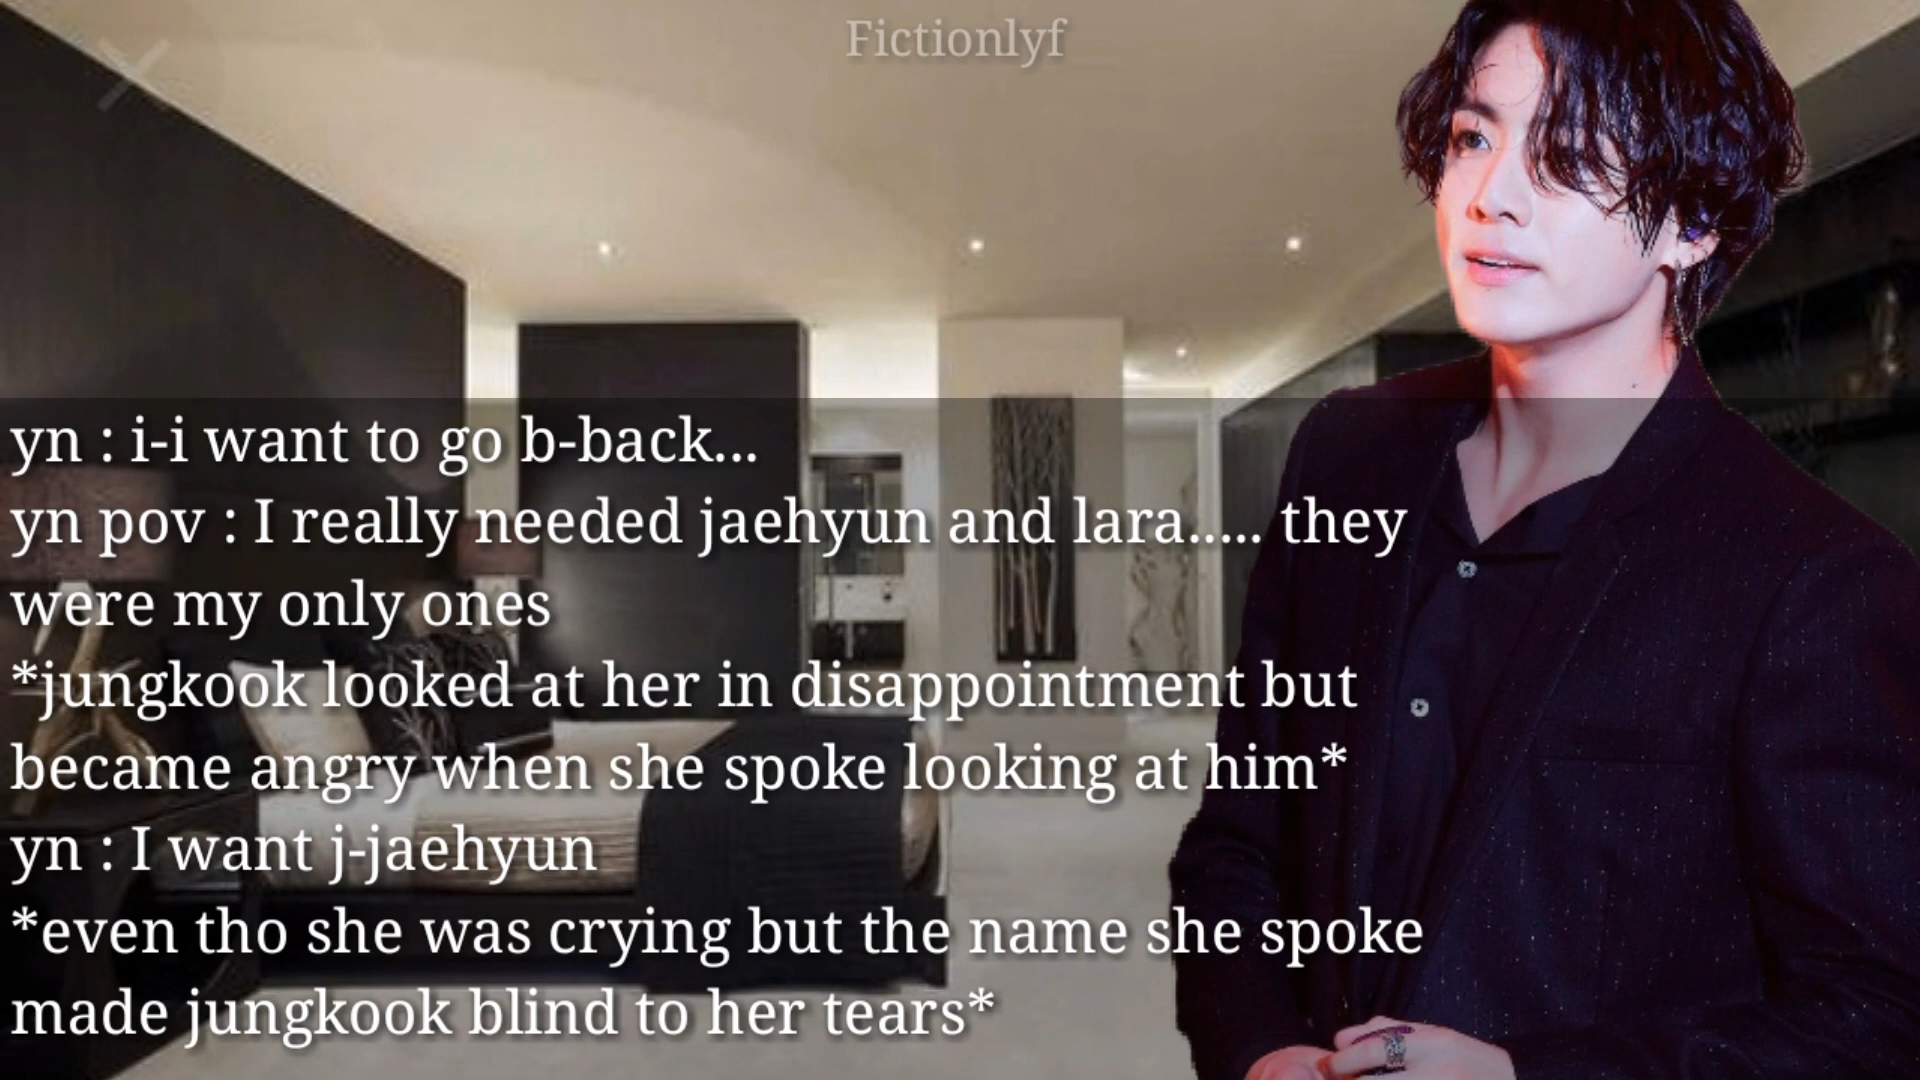 Fictionlyf
yn : i-i want to go b-back...
yn pov : I really needed jaehyun and lara..... they
were my only ones
*jungkook looked at her in disappointment but
became angry when she spoke looking at him*
yn : I want j-jaehyun
*even tho she was crying but the name she spoke
made jungkook blind to her tears*